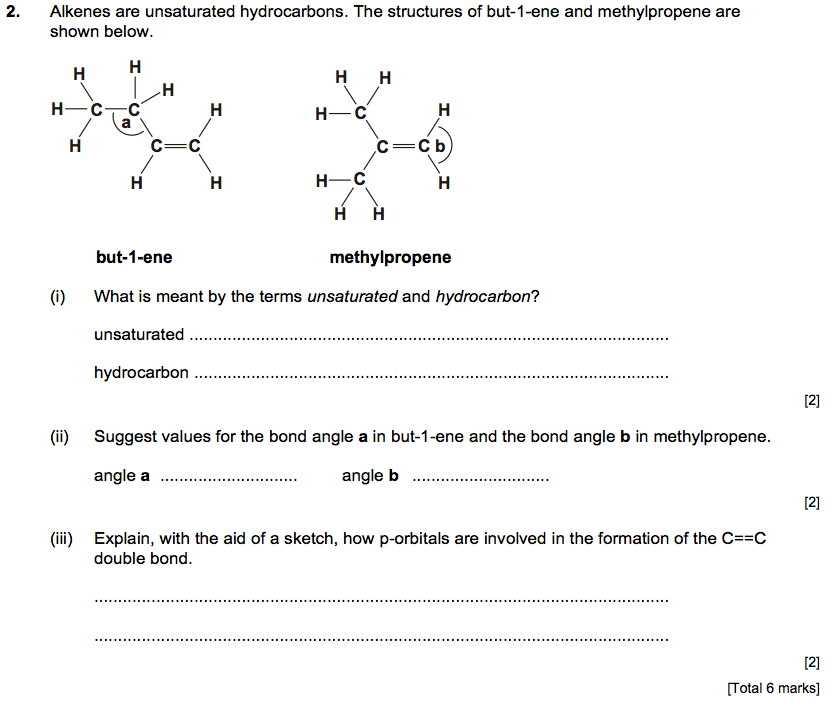 2. Alkenes are unsaturated hydrocarbons. The structures of but-1-ene and methylpropene are
shown below.
H H H H
H H
H C C H
a
H C H
H C C
C C b
H H
H C H
H H
but-1-ene methylpropene
(i) What is meant by the terms unsaturated and hydrocarbon?
unsaturated ....................................................................................................
hydrocarbon ...................................................................................................
[2]
(ii) Suggest values for the bond angle a in but-1-ene and the bond angle b in methylpropene.
angle a ............................. angle b .............................
[2]
(iii) Explain, with the aid of a sketch, how p-orbitals are involved in the formation of the C==C
double bond.
.........................................................................................................................
.........................................................................................................................
[2]
[Total 6 marks]